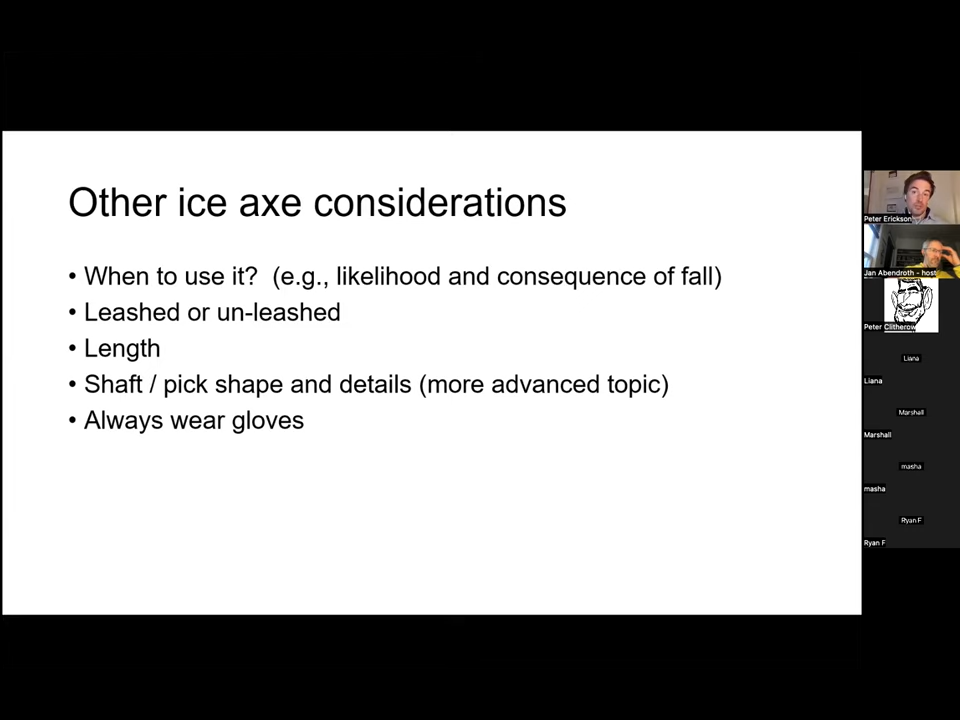 Other ice axe considerations
• When to use it?  (e.g., likelihood and consequence of fall)
• Leashed or un-leashed
• Length
• Shaft / pick shape and details (more advanced topic)
• Always wear gloves
Peter Erickson
Jan Abendroth - host
Peter Clitherow
Liana
Liana
Marshall
Marshall
masha
masha
Ryan F
Ryan F